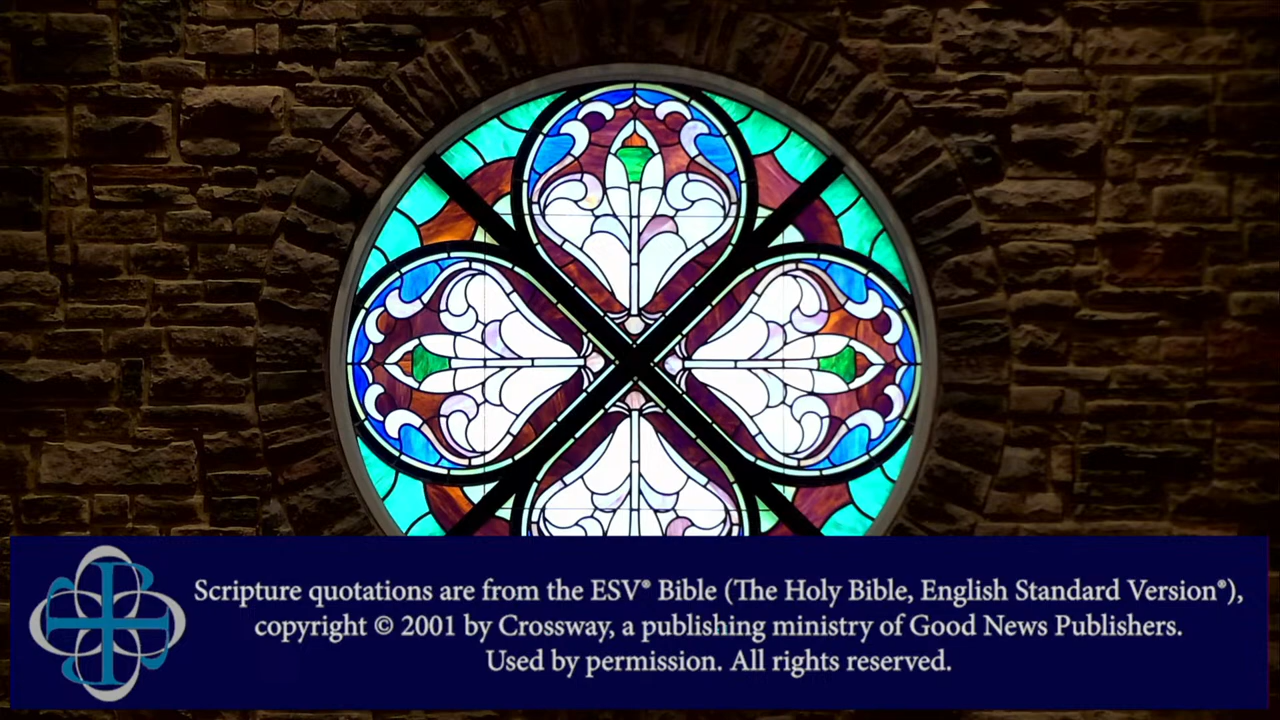 Scripture quotations are from the ESV® Bible (The Holy Bible, English Standard Version®),
copyright © 2001 by Crossway, a publishing ministry of Good News Publishers.
Used by permission. All rights reserved.